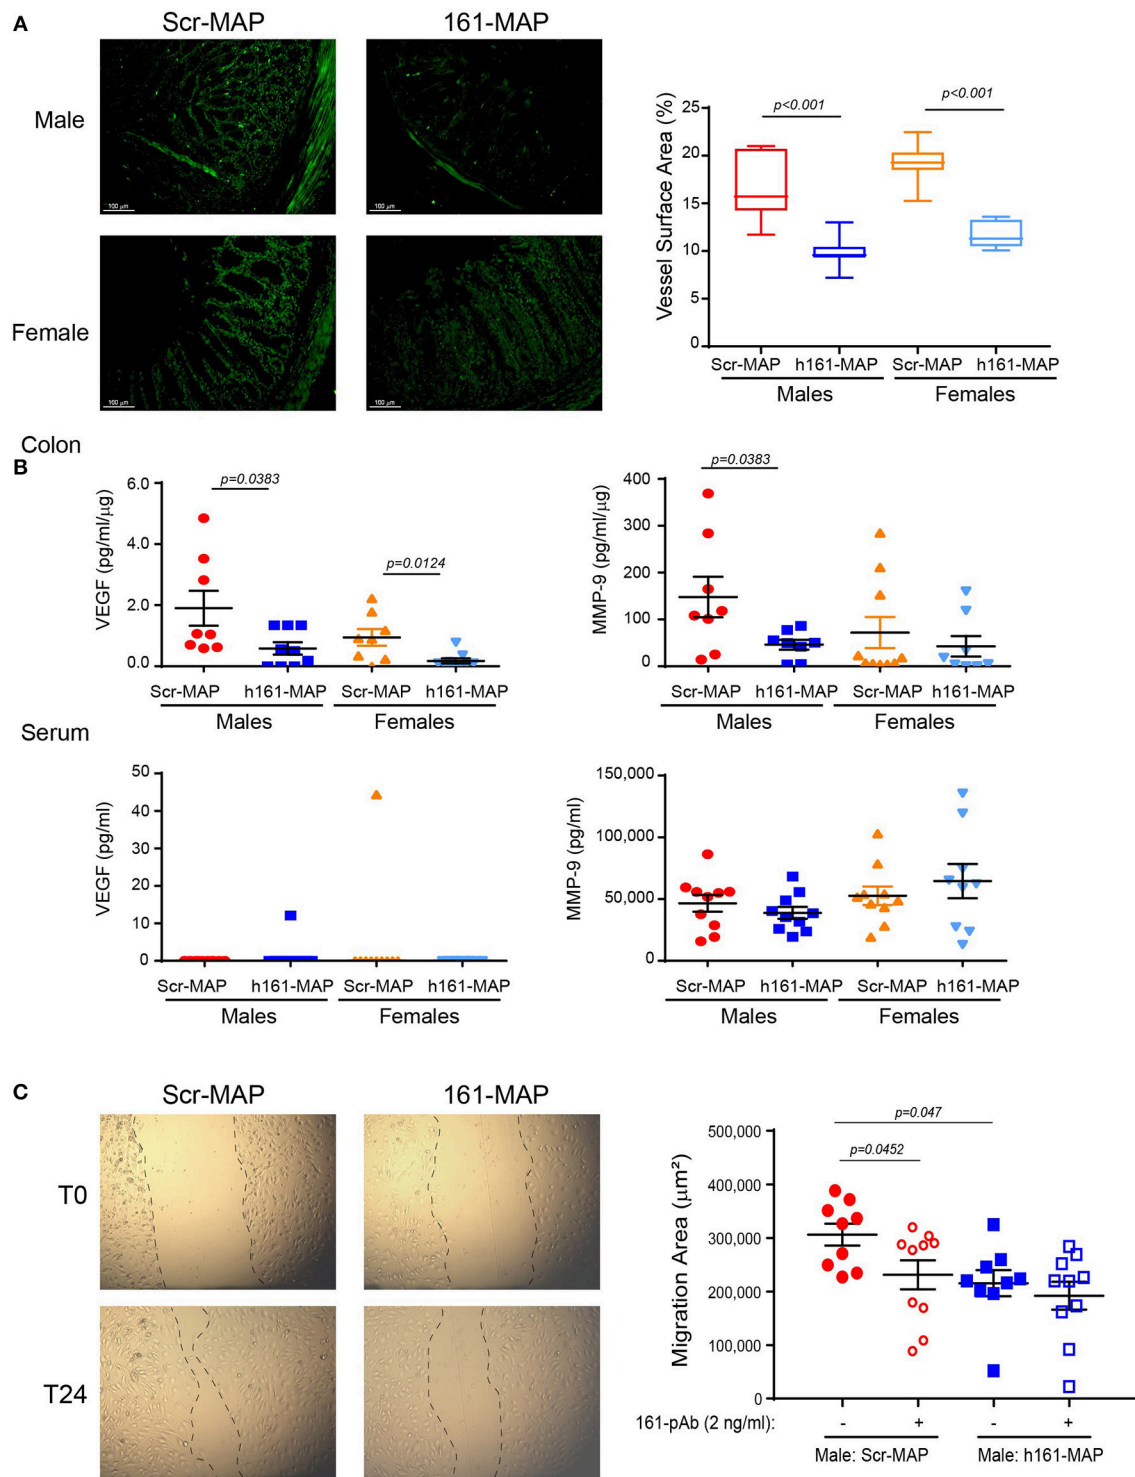 A
Scr-MAP 161-MAP
Male
100 μm 100 μm
Female
100 μm 100 μm
Vessel Surface Area (%)
25
20
15
10
5
0
p<0.001 p<0.001
Scr-MAP h161-MAP Scr-MAP h161-MAP
Males Females
Colon
B
VEGF (pg/ml/μg)
6.0
4.0
2.0
0.0
p=0.0383
p=0.0124
Scr-MAP h161-MAP Scr-MAP h161-MAP
Males Females
MMP-9 (pg/ml/μg)
400
300
200
100
0
p=0.0383
Scr-MAP h161-MAP Scr-MAP h161-MAP
Males Females
Serum
VEGF (pg/ml)
50
40
30
20
10
0
Scr-MAP h161-MAP Scr-MAP h161-MAP
Males Females
MMP-9 (pg/ml)
150,000
100,000
50,000
0
Scr-MAP h161-MAP Scr-MAP h161-MAP
Males Females
C
Scr-MAP 161-MAP
T0
T24
Migration Area (μm²)
500,000
400,000
300,000
200,000
100,000
0
p=0.047
p=0.0452
161-pAb (2 ng/ml): - + - +
Male: Scr-MAP Male: h161-MAP